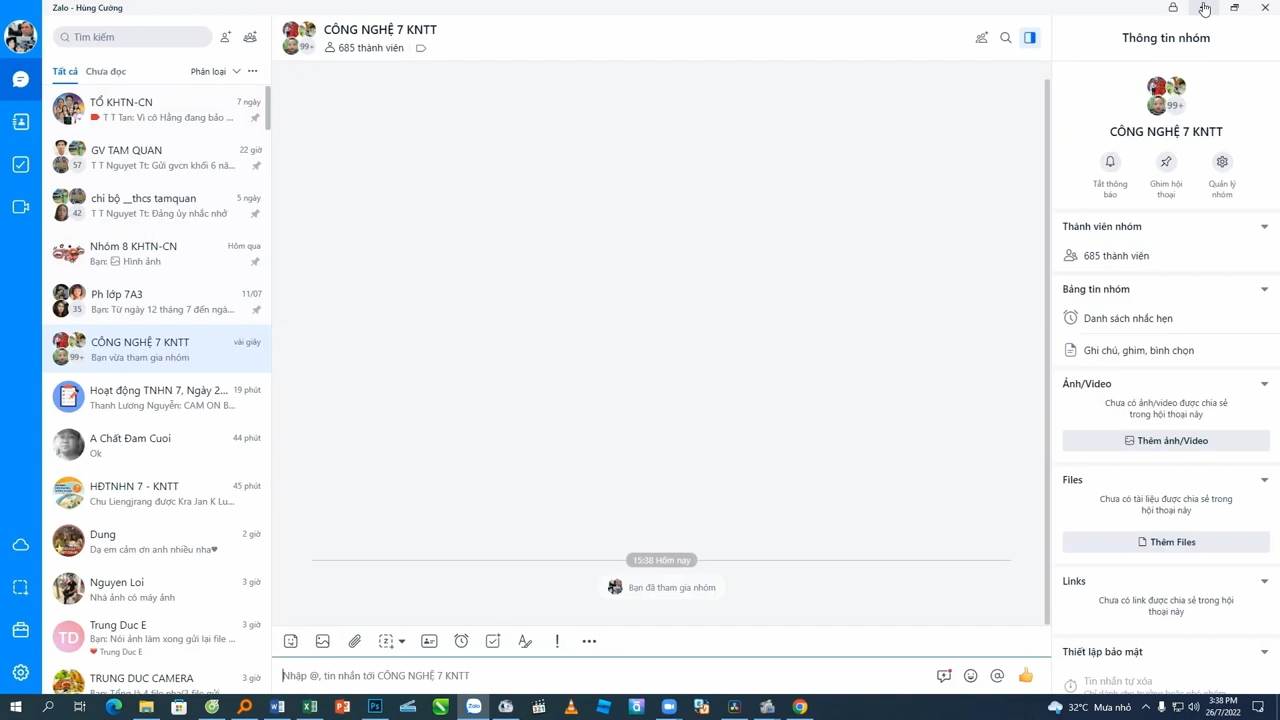 Zalo - Hùng Cường
Tìm kiếm
Tất cả Chưa đọc Phân loại
TỔ KHTN-CN 7 ngày
T T Tan: Vì cô Hằng đang bảo ...
GV TAM QUAN 22 giờ
57 T T Nguyet Tt: Gửi gvcn khối 6 nă...
chi bộ __thcs tamquan 5 ngày
42 T T Nguyet Tt: Đảng ủy nhắc nhở
Nhóm 8 KHTN-CN Hôm qua
Bạn: Hình ảnh
Ph lớp 7A3 11/07
35 Bạn: Từ ngày 12 tháng 7 đến ngà...
CÔNG NGHỆ 7 KNTT vài giây
99+ Bạn vừa tham gia nhóm
Hoạt động TNHN 7, Ngày 2... 19 phút
Thanh Lương Nguyễn: CAM ON B...
A Chất Đam Cuoi 44 phút
Ok
HĐTNHN 7 - KNTT 45 phút
Chu Liengjrang được Kra Jan K Lu...
Dung 2 giờ
Dạ em cảm ơn anh nhiều nha♥
Nguyen Loi 3 giờ
Nhà ảnh có máy ảnh
TD Trung Duc E 3 giờ
Bạn: Nói ảnh làm xong gửi lại file ...
Trung Duc E
TRUNG DUC CAMERA 3 giờ
CÔNG NGHỆ 7 KNTT
99+ 685 thành viên
15:38 Hôm nay
Bạn đã tham gia nhóm
Nhập @, tin nhắn tới CÔNG NGHỆ 7 KNTT
Thông tin nhóm
99+
CÔNG NGHỆ 7 KNTT
Tắt thông báo
Ghim hội thoại
Quản lý nhóm
Thành viên nhóm
685 thành viên
Bảng tin nhóm
Danh sách nhắc hẹn
Ghi chú, ghim, bình chọn
Ảnh/Video
Chưa có ảnh/video được chia sẻ
trong hội thoại này
Thêm ảnh/Video
Files
Chưa có tài liệu được chia sẻ trong
hội thoại này
Thêm Files
Links
Chưa có link được chia sẻ trong hội
thoại này
Thiết lập bảo mật
Tin nhắn tự xóa
32°C Mưa nhỏ
3:38 PM
26/7/2022